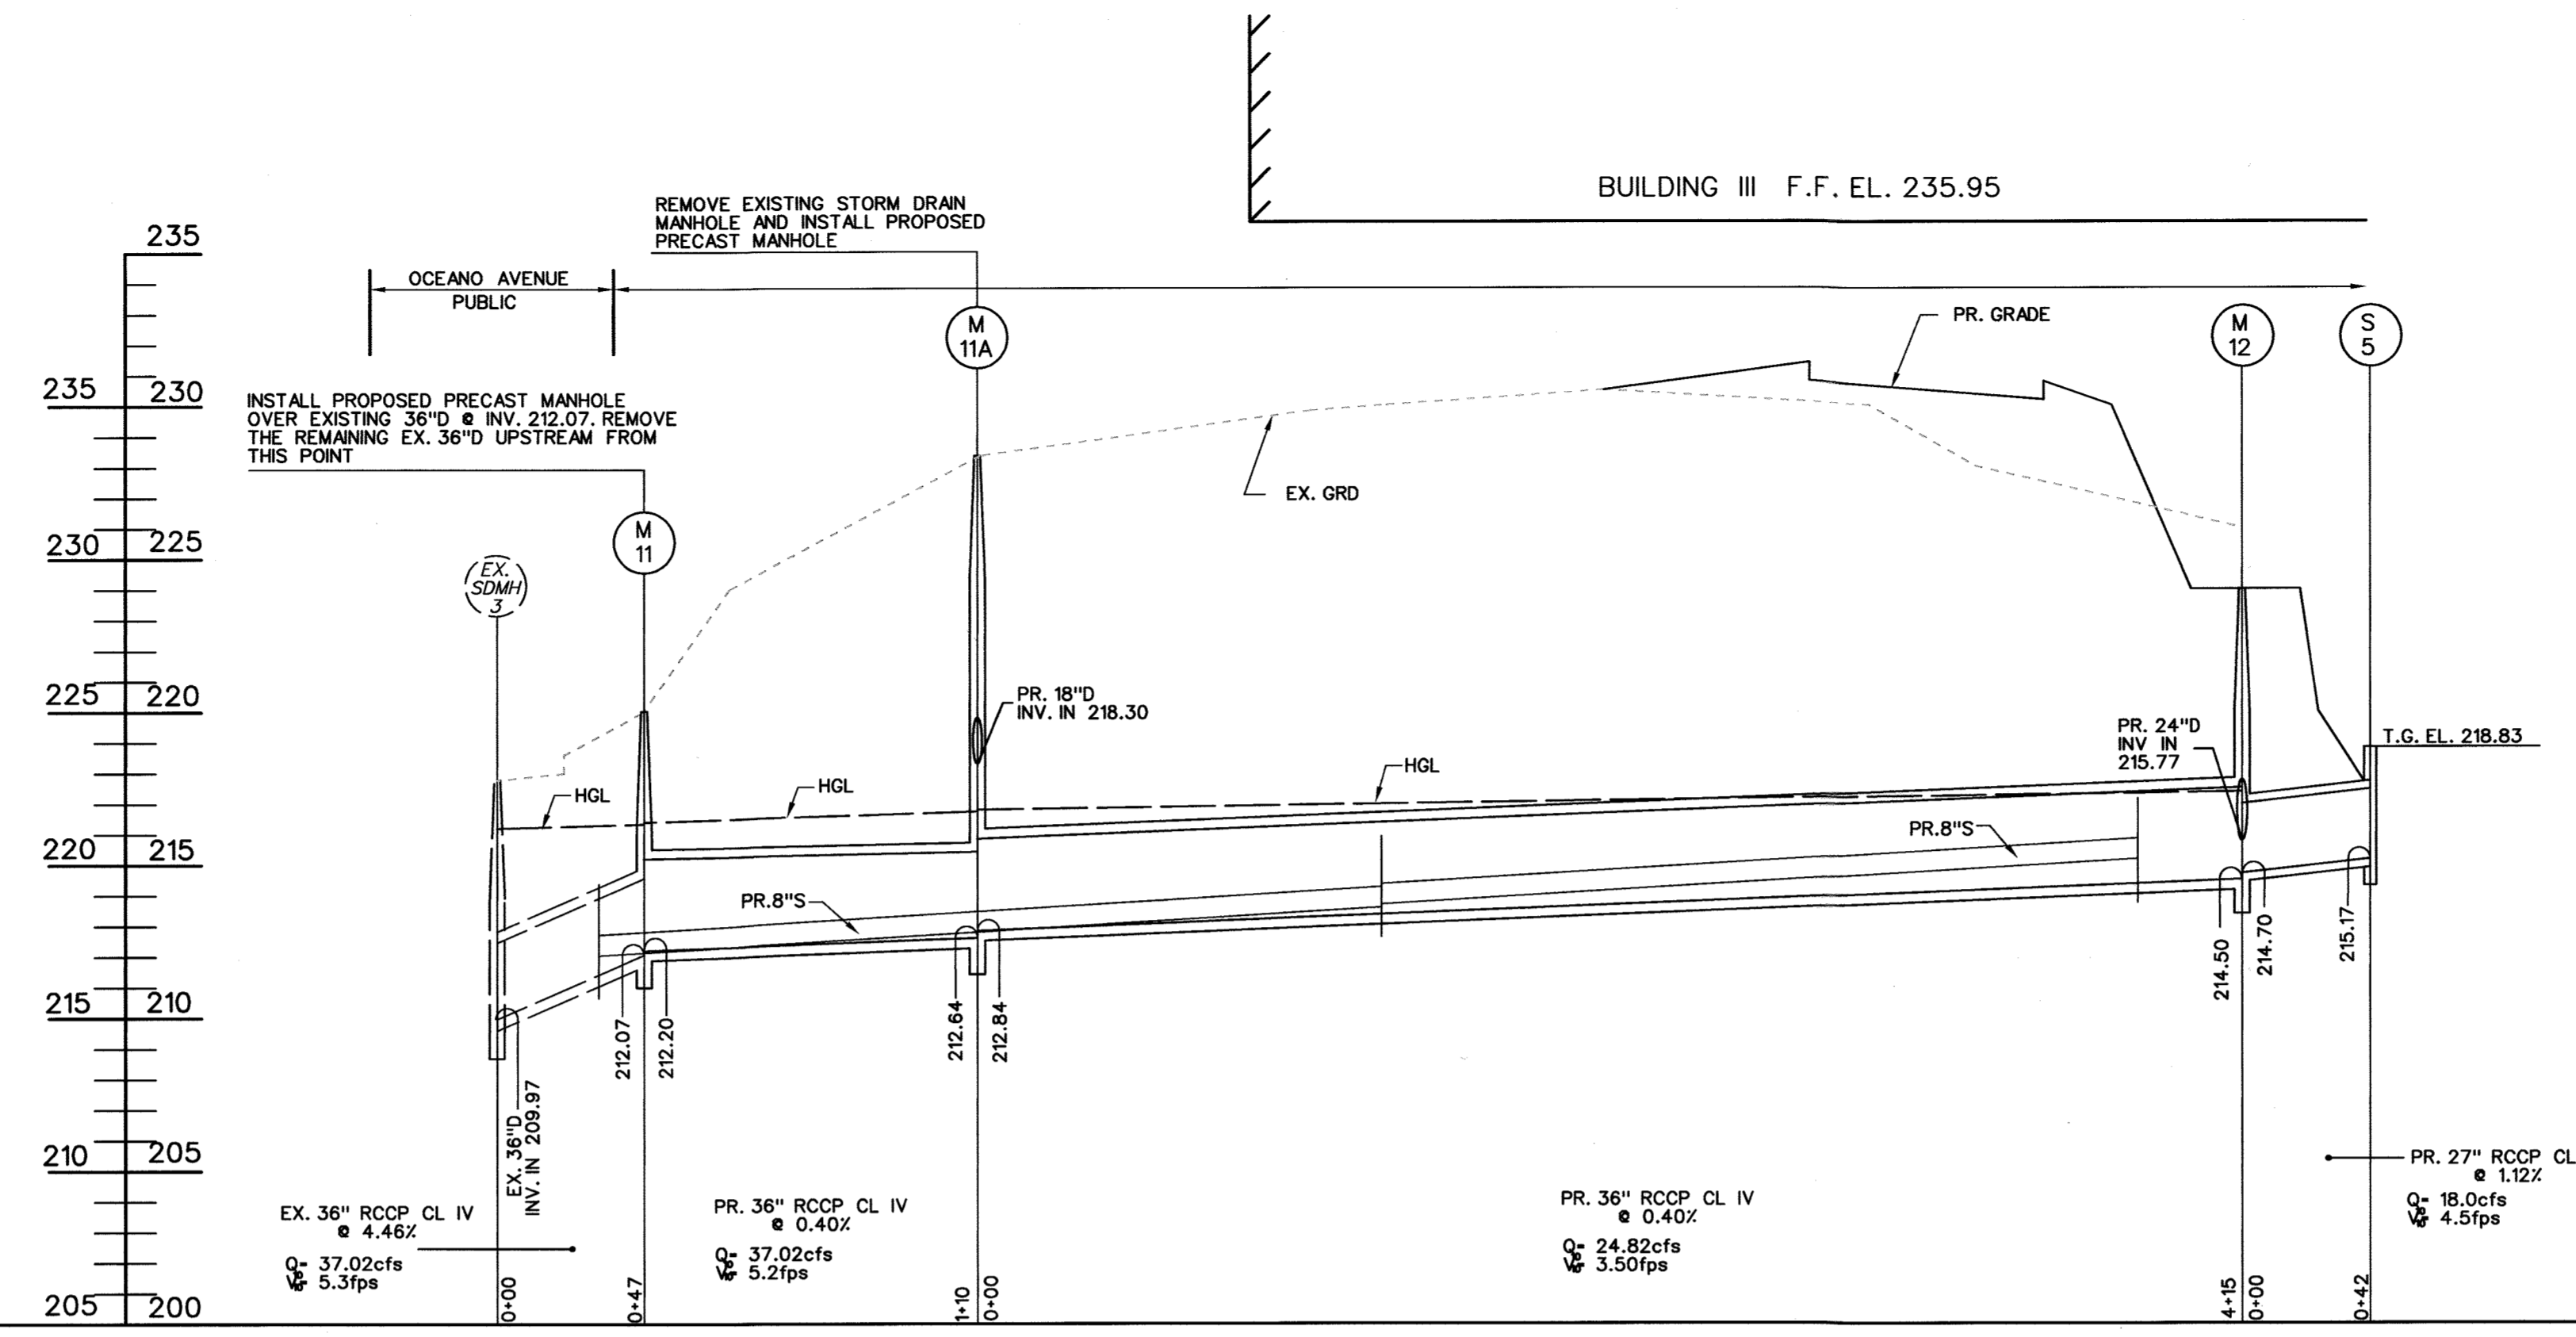 BUILDING III F.F. EL. 235.95
REMOVE EXISTING STORM DRAIN
MANHOLE AND INSTALL PROPOSED
PRECAST MANHOLE
235
OCEANO AVENUE
PUBLIC
PR. GRADE
M
11A
M
12
S
5
235 230
INSTALL PROPOSED PRECAST MANHOLE
OVER EXISTING 36"D @ INV. 212.07. REMOVE
THE REMAINING EX. 36"D UPSTREAM FROM
THIS POINT
EX. GRD
M
11
230 225
EX.
SDMH
3
225 220
PR. 18"D
INV. IN 218.30
PR. 24"D
INV IN
215.77
T.G. EL. 218.83
HGL
HGL
HGL
220 215
PR.8"S
PR.8"S
215 210
212.07
212.20
212.64
212.84
214.50
214.70
215.17
EX. 36"D
INV. IN 209.97
210 205
PR. 27" RCCP CL
@ 1.12%
Q10= 18.0cfs
V10= 4.5fps
EX. 36" RCCP CL IV
@ 4.46%
Q10= 37.02cfs
V10= 5.3fps
PR. 36" RCCP CL IV
@ 0.40%
Q10= 37.02cfs
V10= 5.2fps
PR. 36" RCCP CL IV
@ 0.40%
Q10= 24.82cfs
V10= 3.50fps
205 200
0+00
0+47
1+10
0+00
4+15
0+00
0+42